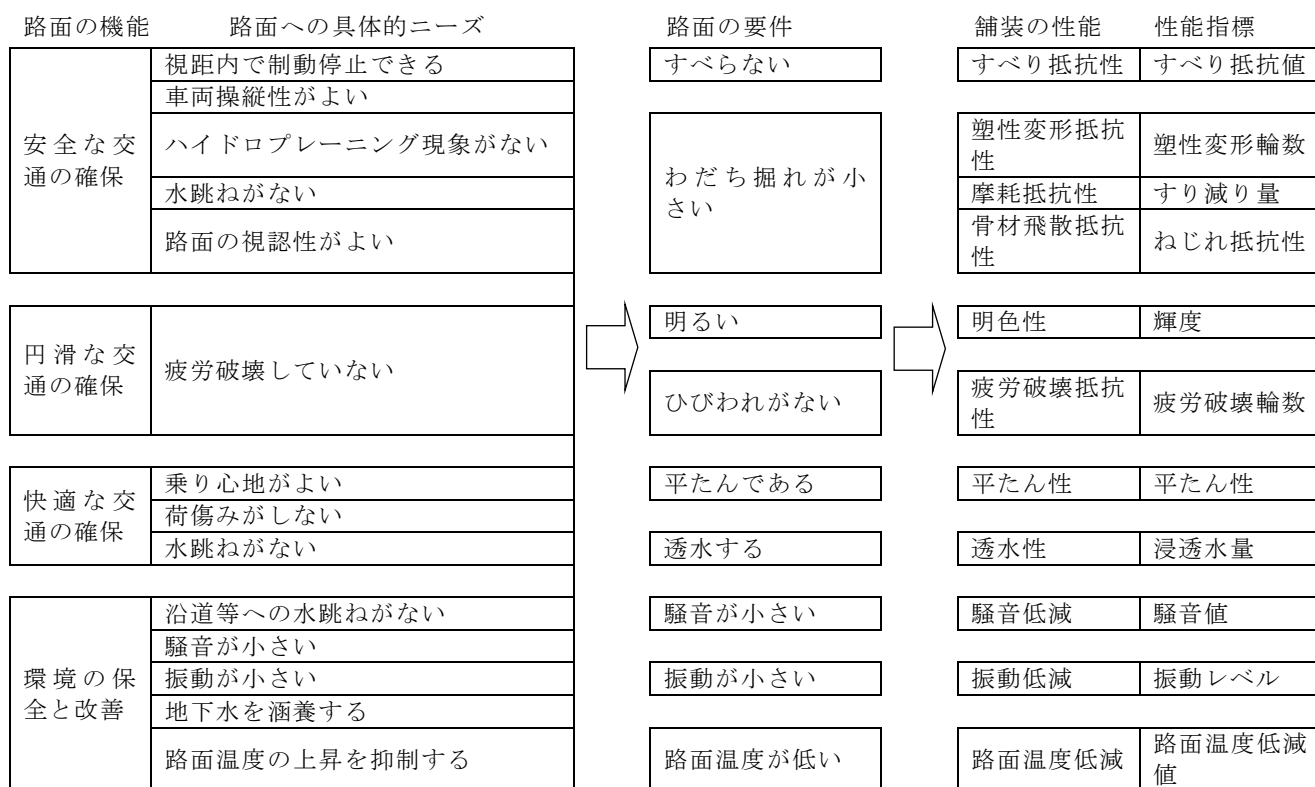 路面の機能 路面への具体的ニーズ 路面の要件 舗装の性能 性能指標
安全な交
通の確保
視距内で制動停止できる
車両操縦性がよい
ハイドロプレーニング現象がない
水跳ねがない
路面の視認性がよい
円滑な交
通の確保
疲労破壊していない
快適な交
通の確保
乗り心地がよい
荷傷みがしない
水跳ねがない
環境の保
全と改善
沿道等への水跳ねがない
騒音が小さい
振動が小さい
地下水を涵養する
路面温度の上昇を抑制する
すべらない
わだち掘れが小
さい
明るい
ひびわれがない
平たんである
透水する
騒音が小さい
振動が小さい
路面温度が低い
すべり抵抗性 すべり抵抗値
塑性変形抵抗
性
塑性変形輪数
摩耗抵抗性 すり減り量
骨材飛散抵抗
性
ねじれ抵抗性
明色性 輝度
疲労破壊抵抗
性
疲労破壊輪数
平たん性 平たん性
透水性 浸透水量
騒音低減 騒音値
振動低減 振動レベル
路面温度低減
路面温度低減
値